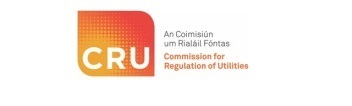 CRU
An Coimisiún
um Rialáil Fóntas
Commission for
Regulation of Utilities